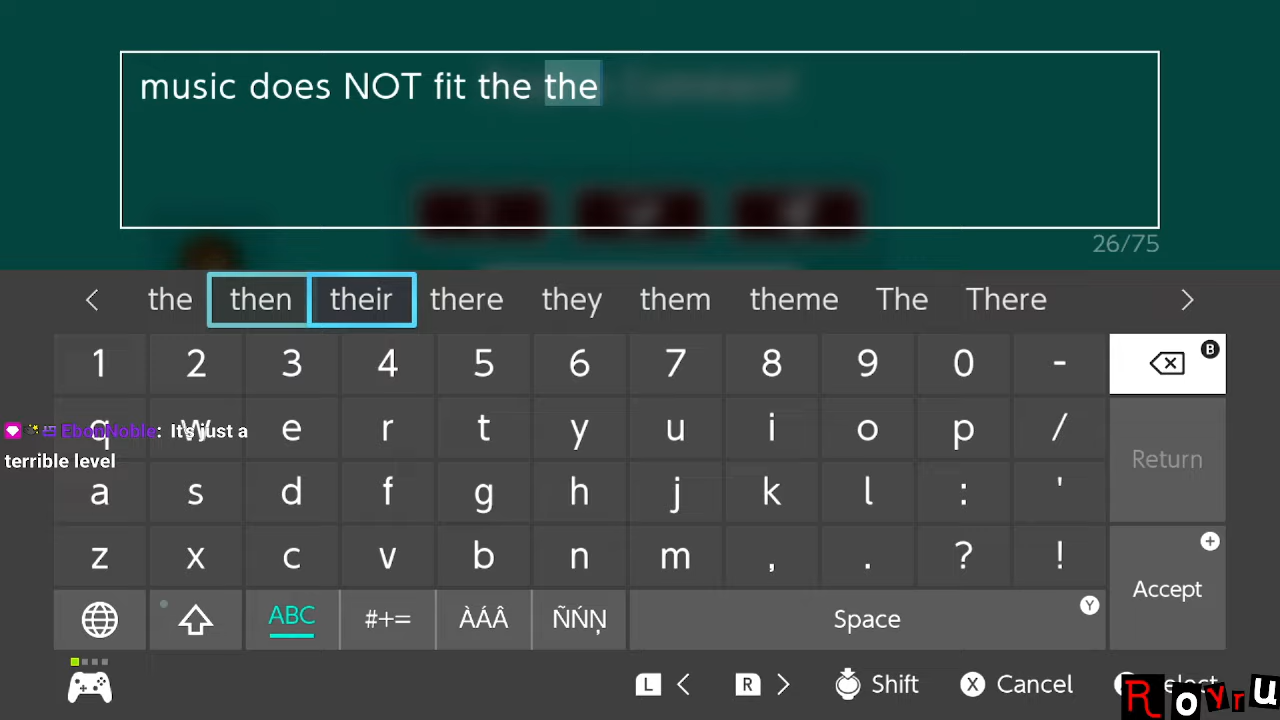 music does NOT fit the the
26/75
the then their there they them theme The There
1 2 3 4 5 6 7 8 9 0 - B
q w e r t y u i o p /
EbonNoble: It's just a
terrible level
Return
a s d f g h j k l : '
z x c v b n m , . ? ! +
Accept
ABC #+= ÀÁÂ ÑŃŅ Space Y
L R Shift X Cancel
Royru